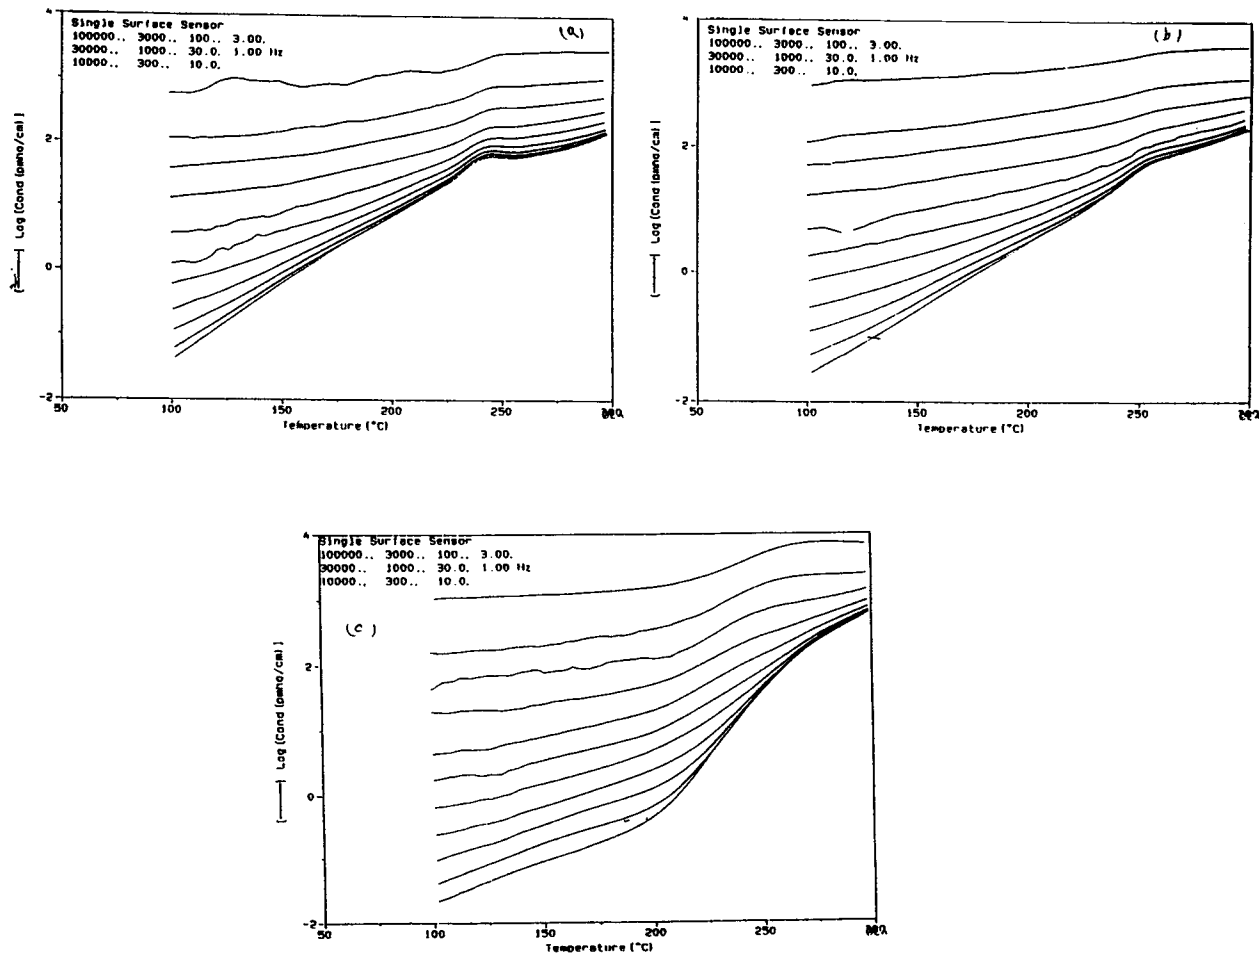 Single Surface Sensor
100000.. 3000.. 100.. 3.00.
30000.. 1000.. 30.0. 1.00 Hz
10000.. 300.. 10.0.
(a)
4
2
0
-2
Log (Cond (pmho/cm))
50 100 150 200 250
Temperature (°C)
Single Surface Sensor
100000.. 3000.. 100.. 3.00.
30000.. 1000.. 30.0. 1.00 Hz
10000.. 300.. 10.0.
(b)
4
2
0
-2
Log (Cond (pmho/cm))
50 100 150 200 250
Temperature (°C)
Single Surface Sensor
100000.. 3000.. 100.. 3.00.
30000.. 1000.. 30.0. 1.00 Hz
10000.. 300.. 10.0.
(c)
4
2
0
-2
Log (Cond (pmho/cm))
50 100 150 200 250
Temperature (°C)